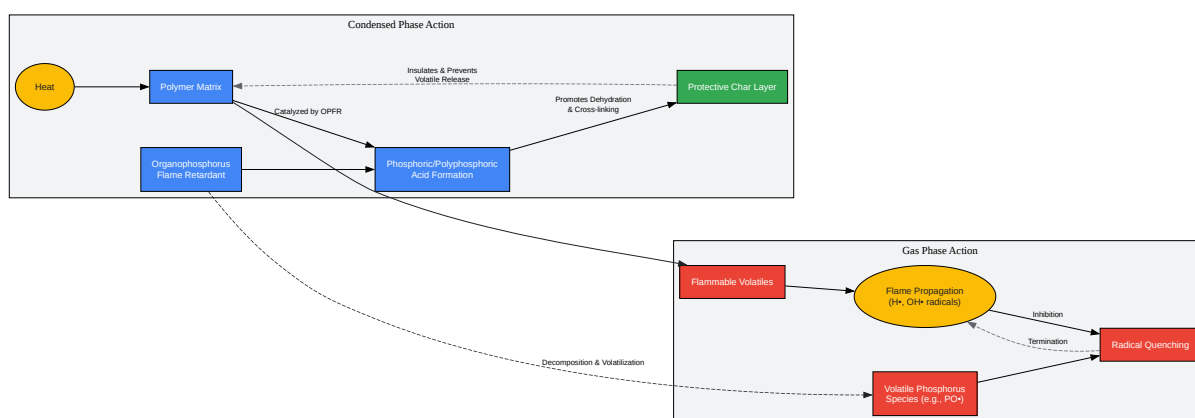 Condensed Phase Action
Heat
Polymer Matrix
Insulates & Prevents
Volatile Release
Protective Char Layer
Catalyzed by OPFR
Promotes Dehydration
& Cross-linking
Organophosphorus
Flame Retardant
Phosphoric/Polyphosphoric
Acid Formation
Gas Phase Action
Flammable Volatiles
Flame Propagation
(H•, OH• radicals)
Inhibition
Termination
Radical Quenching
Decomposition & Volatilization
Volatile Phosphorus
Species (e.g., PO•)